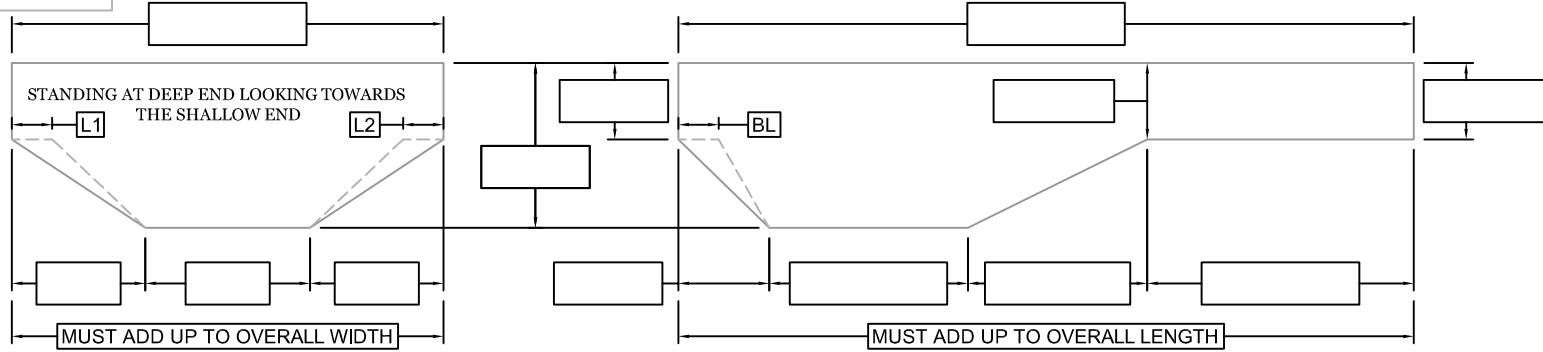 STANDING AT DEEP END LOOKING TOWARDS
THE SHALLOW END
L1
L2
BL
MUST ADD UP TO OVERALL WIDTH
MUST ADD UP TO OVERALL LENGTH